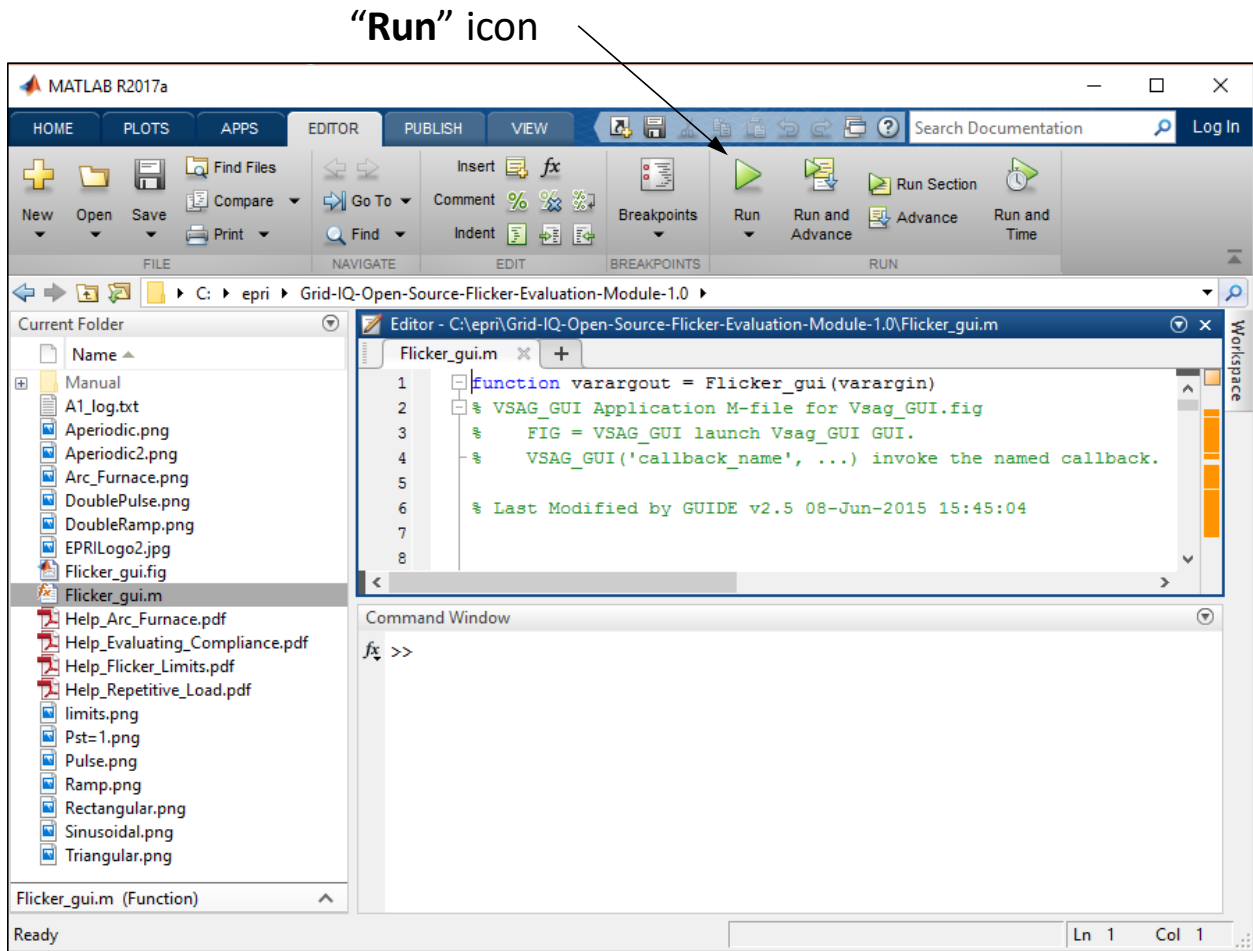 “Run” icon
MATLAB R2017a
HOME PLOTS APPS EDITOR PUBLISH VIEW Search Documentation Log In
New Open Save
Find Files
Compare
Print
FILE
Go To
Find
NAVIGATE
Insert fx
Comment
Indent
EDIT
Breakpoints
BREAKPOINTS
Run
Run and
Advance
Run Section
Advance
Run and
Time
RUN
C: epri Grid-IQ-Open-Source-Flicker-Evaluation-Module-1.0
Current Folder
Name
Manual
A1_log.txt
Aperiodic.png
Aperiodic2.png
Arc_Furnace.png
DoublePulse.png
DoubleRamp.png
EPRILogo2.jpg
Flicker_gui.fig
Flicker_gui.m
Help_Arc_Furnace.pdf
Help_Evaluating_Compliance.pdf
Help_Flicker_Limits.pdf
Help_Repetitive_Load.pdf
limits.png
Pst=1.png
Pulse.png
Ramp.png
Rectangular.png
Sinusoidal.png
Triangular.png
Flicker_gui.m (Function)
Editor - C:\epri\Grid-IQ-Open-Source-Flicker-Evaluation-Module-1.0\Flicker_gui.m
Flicker_gui.m
1 function varargout = Flicker_gui(varargin)
2 % VSAG_GUI Application M-file for Vsag_GUI.fig
3 % FIG = VSAG_GUI launch Vsag_GUI GUI.
4 % VSAG_GUI('callback_name', ...) invoke the named callback.
5
6 % Last Modified by GUIDE v2.5 08-Jun-2015 15:45:04
7
8
Command Window
fx >>
Workspace
Ready
Ln 1 Col 1